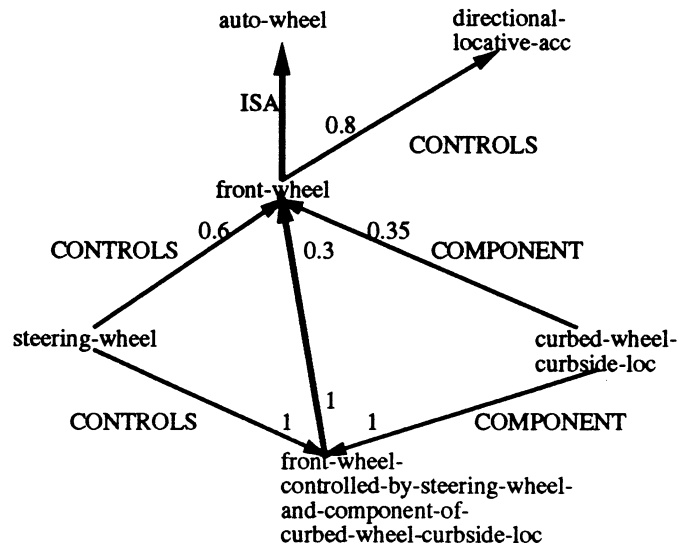 auto-wheel
directional-
locative-acc
ISA
0.8
CONTROLS
front-wheel
CONTROLS
0.6
0.3
0.35
COMPONENT
steering-wheel
curbed-wheel-
curbside-loc
CONTROLS
1
1
1
COMPONENT
front-wheel-
controlled-by-steering-wheel-
and-component-of-
curbed-wheel-curbside-loc